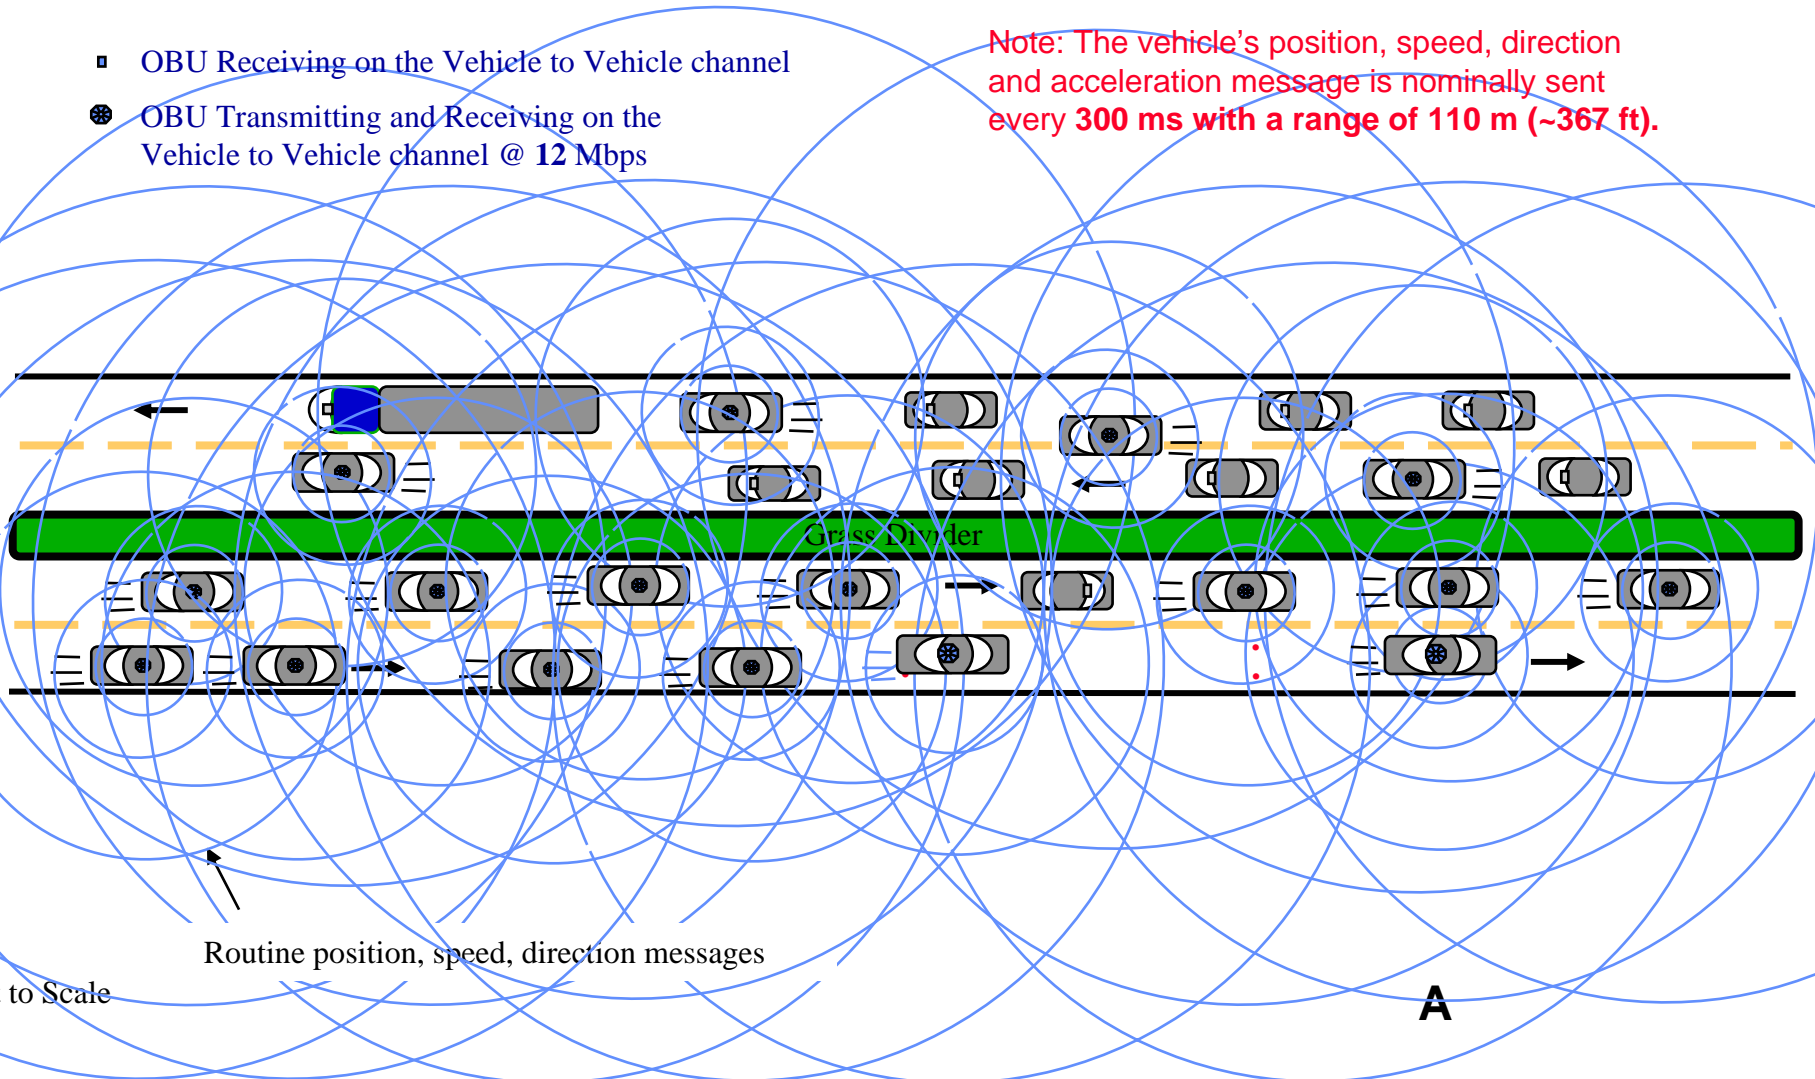 OBU Receiving on the Vehicle to Vehicle channel
OBU Transmitting and Receiving on the
Vehicle to Vehicle channel @ 12 Mbps
Note: The vehicle's position, speed, direction
and acceleration message is nominally sent
every 300 ms with a range of 110 m (~367 ft).
Grass Divider
Routine position, speed, direction messages
to Scale
A